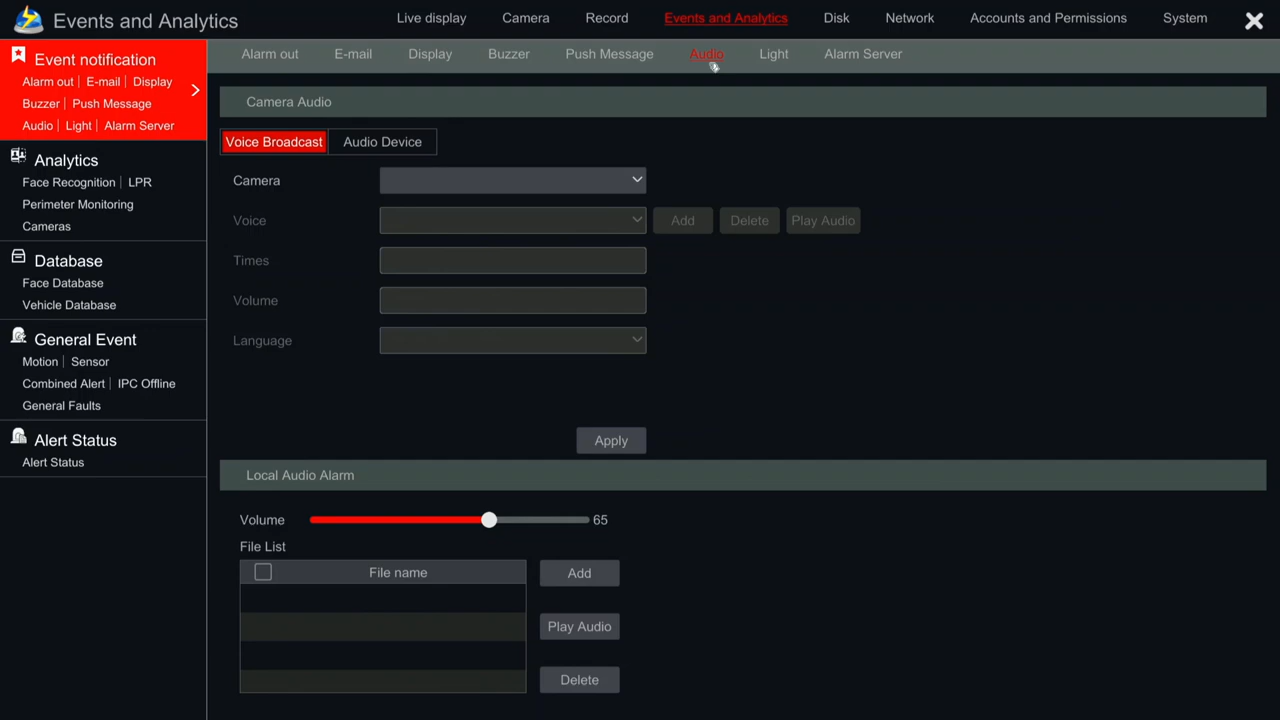 Events and Analytics
Live display Camera Record Events and Analytics Disk Network Accounts and Permissions System
Event notification
Alarm out E-mail Display
Buzzer Push Message
Audio Light Alarm Server
Analytics
Face Recognition LPR
Perimeter Monitoring
Cameras
Database
Face Database
Vehicle Database
General Event
Motion Sensor
Combined Alert IPC Offline
General Faults
Alert Status
Alert Status
Alarm out E-mail Display Buzzer Push Message Audio Light Alarm Server
Camera Audio
Voice Broadcast Audio Device
Camera
Voice Add Delete Play Audio
Times
Volume
Language
Apply
Local Audio Alarm
Volume 65
File List
File name Add
Play Audio
Delete